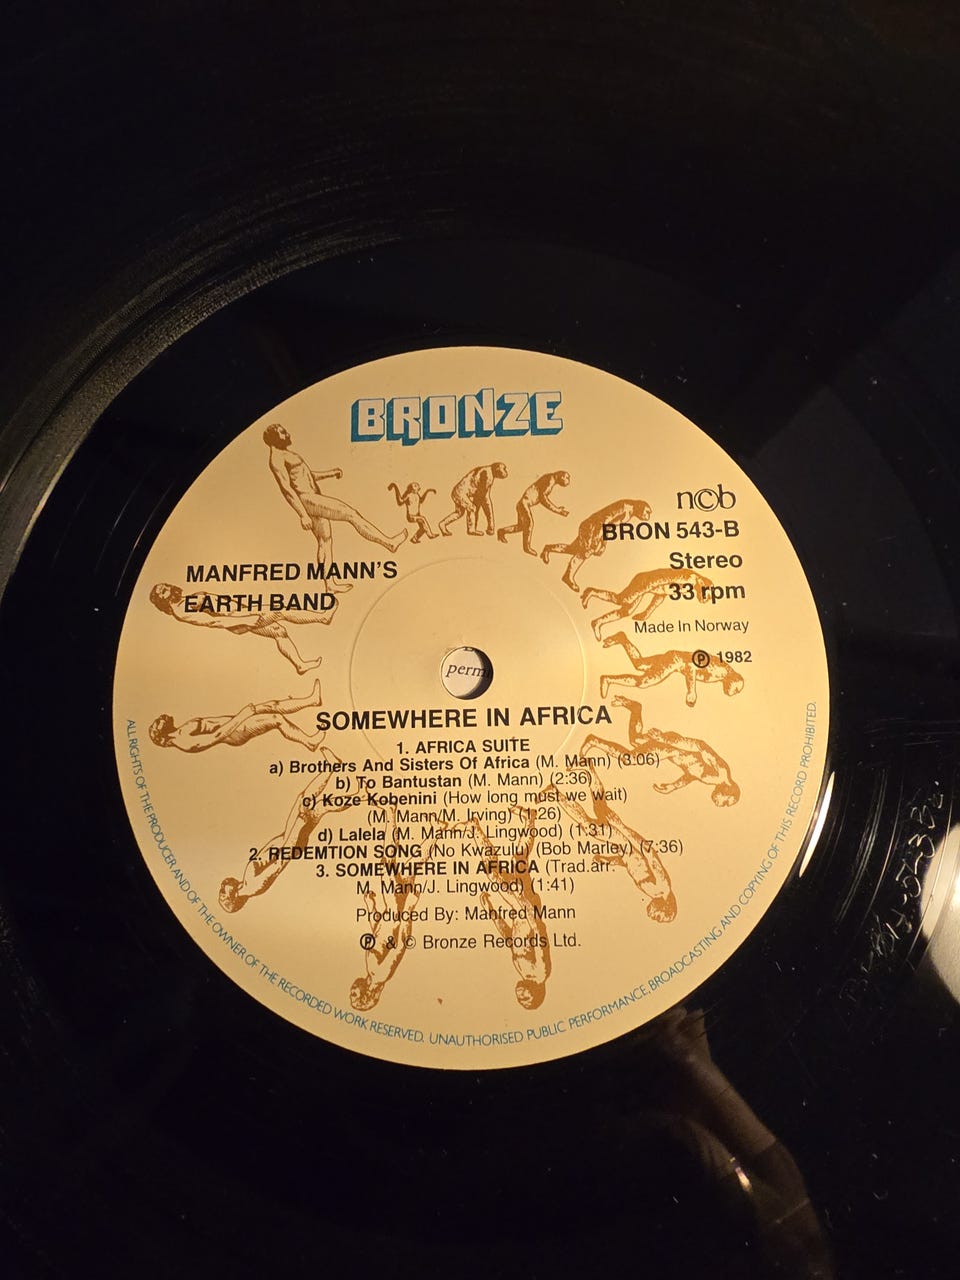 BRONZE
ncb
BRON 543-B
Stereo
33 rpm
Made In Norway
℗ 1982
MANFRED MANN'S
EARTH BAND
perm
SOMEWHERE IN AFRICA
1. AFRICA SUITE
a) Brothers And Sisters Of Africa (M. Mann) (3:06)
b) To Bantustan (M. Mann) (2:36)
c) Koze Kobenini (How long must we wait)
(M. Mann/M. Irving) (1:26)
d) Lalela (M. Mann/J. Lingwood) (1:31)
2. REDEMTION SONG (No Kwazulu) (Bob Marley) (7:36)
3. SOMEWHERE IN AFRICA (Trad.arr.
M. Mann/J. Lingwood) (1:41)
Produced By: Manfred Mann
℗ & © Bronze Records Ltd.
ALL RIGHTS OF THE PRODUCER AND OF THE OWNER OF THE RECORDED WORK RESERVED. UNAUTHORISED PUBLIC PERFORMANCE, BROADCASTING AND COPYING OF THIS RECORD PROHIBITED.